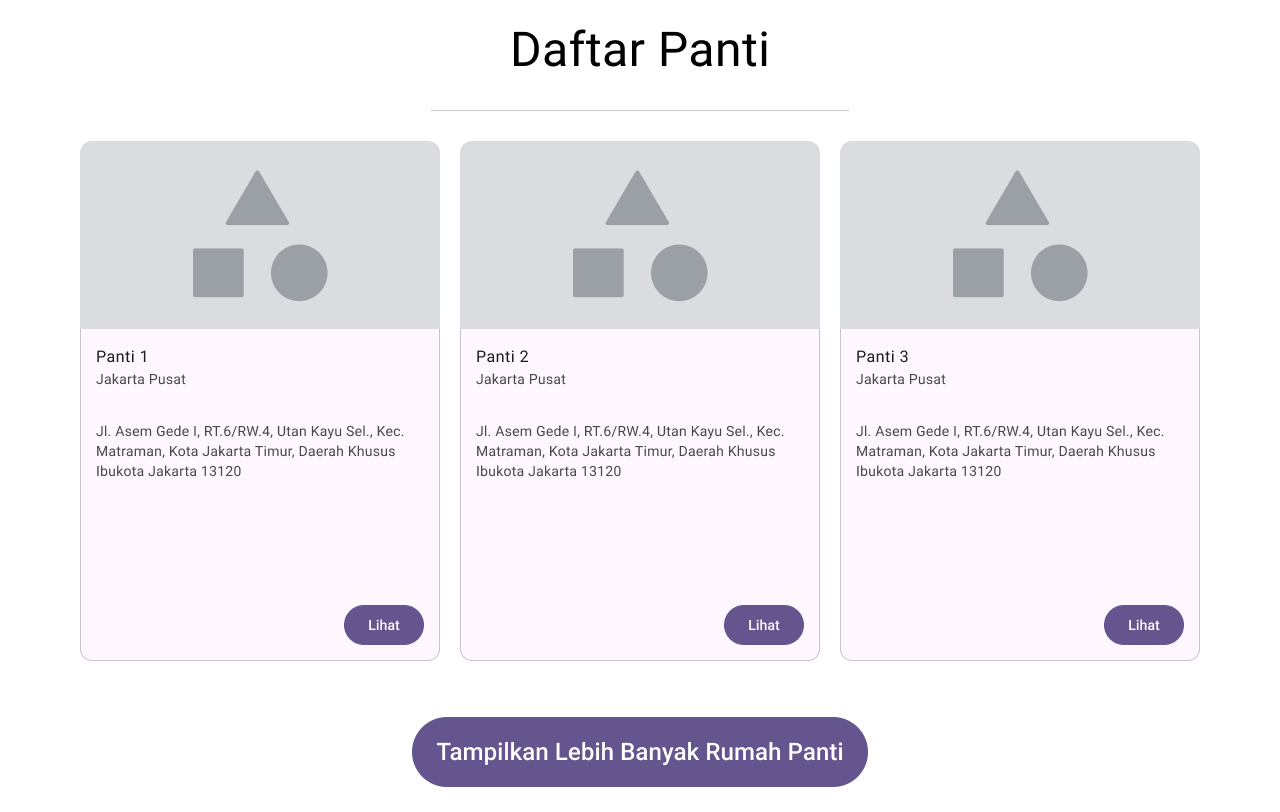 Daftar Panti
Panti 1
Jakarta Pusat
Jl. Asem Gede I, RT.6/RW.4, Utan Kayu Sel., Kec.
Matraman, Kota Jakarta Timur, Daerah Khusus
Ibukota Jakarta 13120
Lihat
Panti 2
Jakarta Pusat
Jl. Asem Gede I, RT.6/RW.4, Utan Kayu Sel., Kec.
Matraman, Kota Jakarta Timur, Daerah Khusus
Ibukota Jakarta 13120
Lihat
Panti 3
Jakarta Pusat
Jl. Asem Gede I, RT.6/RW.4, Utan Kayu Sel., Kec.
Matraman, Kota Jakarta Timur, Daerah Khusus
Ibukota Jakarta 13120
Lihat
Tampilkan Lebih Banyak Rumah Panti